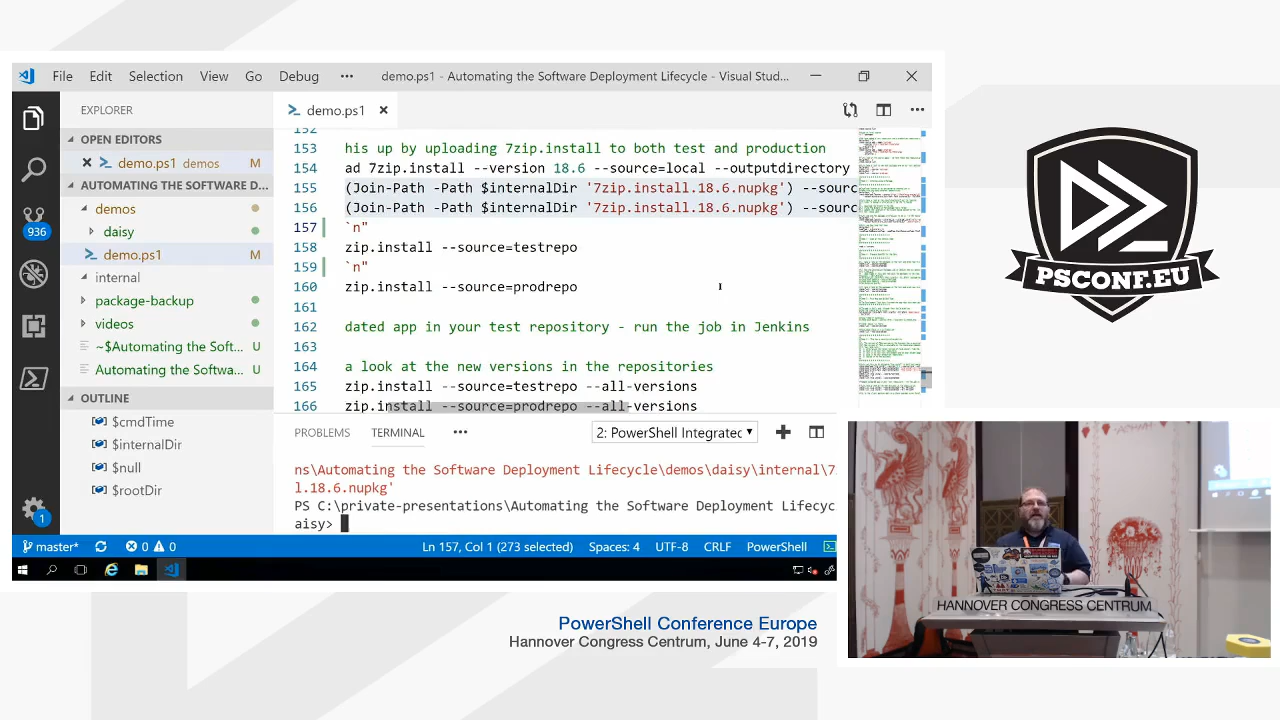 File Edit Selection View Go Debug ••• demo.ps1 - Automating the Software Deployment Lifecycle - Visual Stud...
EXPLORER
OPEN EDITORS
demo.ps1 M
AUTOMATING THE SOFTWARE D...
demos
daisy
demo.ps1 M
internal
package-backup
videos
~$Automating the Soft... U
Automating the Softwa... U
OUTLINE
$cmdTime
$internalDir
$null
$rootDir
936
1
demo.ps1
152
153 his up by uploading 7zip.install to both test and production
154 ad 7zip.install --version 18.6 --source=local --outputdirectory
155 (Join-Path -Path $internalDir '7zip.install.18.6.nupkg') --sourc
156 (Join-Path -Path $internalDir '7zip.install.18.6.nupkg') --sourc
157 `n"
158 zip.install --source=testrepo
159 `n"
160 zip.install --source=prodrepo
161
162 dated app in your test repository - run the job in Jenkins
163
164 a look at the new versions in the repositories
165 zip.install --source=testrepo --all-versions
166 zip.install --source=prodrepo --all-versions
PROBLEMS TERMINAL ••• 2: PowerShell Integratec
ns\Automating the Software Deployment Lifecycle\demos\daisy\internal\7z
l.18.6.nupkg'
PS C:\private-presentations\Automating the Software Deployment Lifecyc
aisy>
master* 0 0 Ln 157, Col 1 (273 selected) Spaces: 4 UTF-8 CRLF PowerShell
PSCONF.EU
HANNOVER CONGRESS CENTRUM
PowerShell Conference Europe
Hannover Congress Centrum, June 4-7, 2019